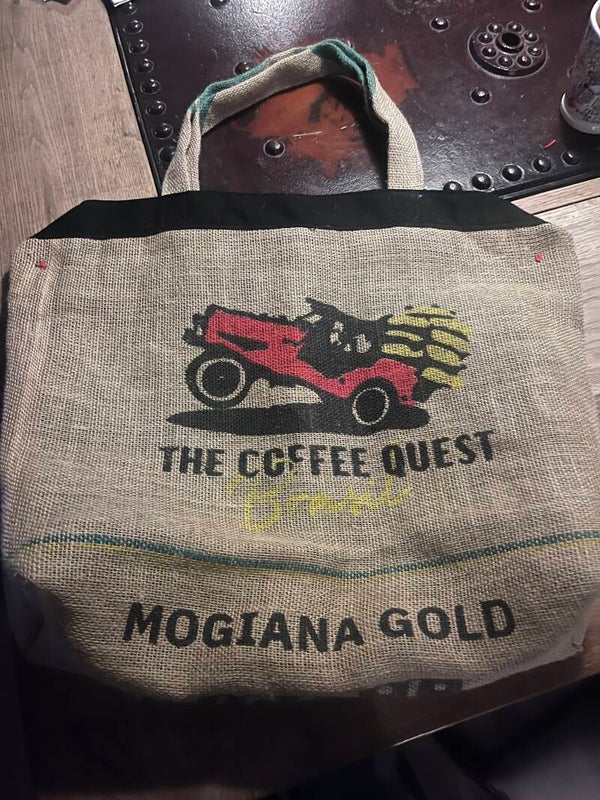 THE COFFEE QUEST
Brasil
MOGIANA GOLD